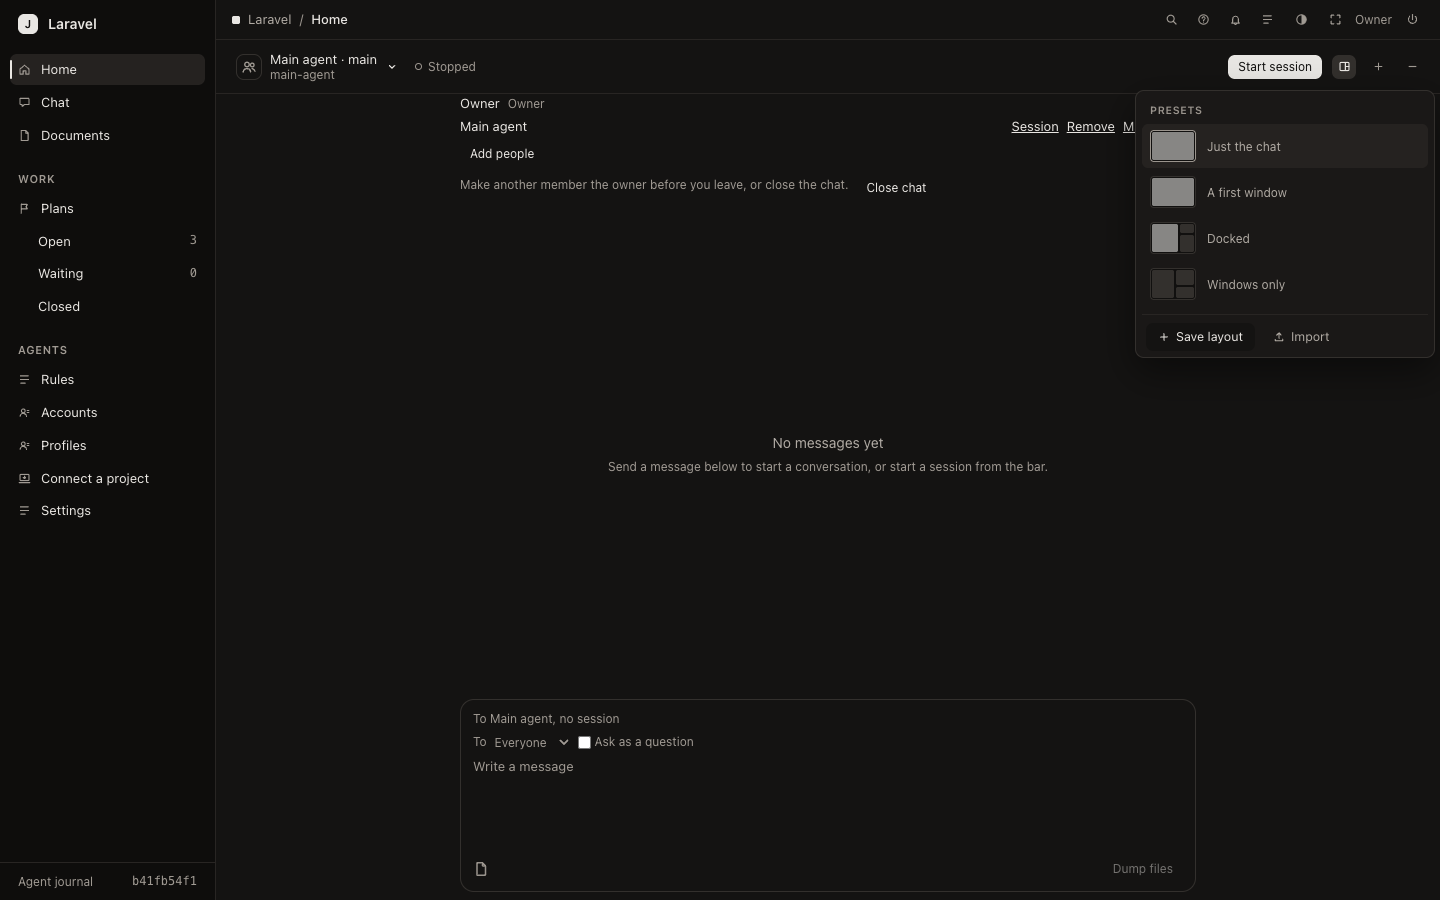 J Laravel
Laravel / Home
Owner
Home
Chat
Documents
WORK
Plans
Open 3
Waiting 0
Closed
AGENTS
Rules
Accounts
Profiles
Connect a project
Settings
Agent journal b41fb54f1
Main agent · main
main-agent
Stopped
Start session
Owner Owner
Main agent
Session Remove M
Add people
Make another member the owner before you leave, or close the chat. Close chat
PRESETS
Just the chat
A first window
Docked
Windows only
Save layout Import
No messages yet
Send a message below to start a conversation, or start a session from the bar.
To Main agent, no session
To Everyone Ask as a question
Write a message
Dump files